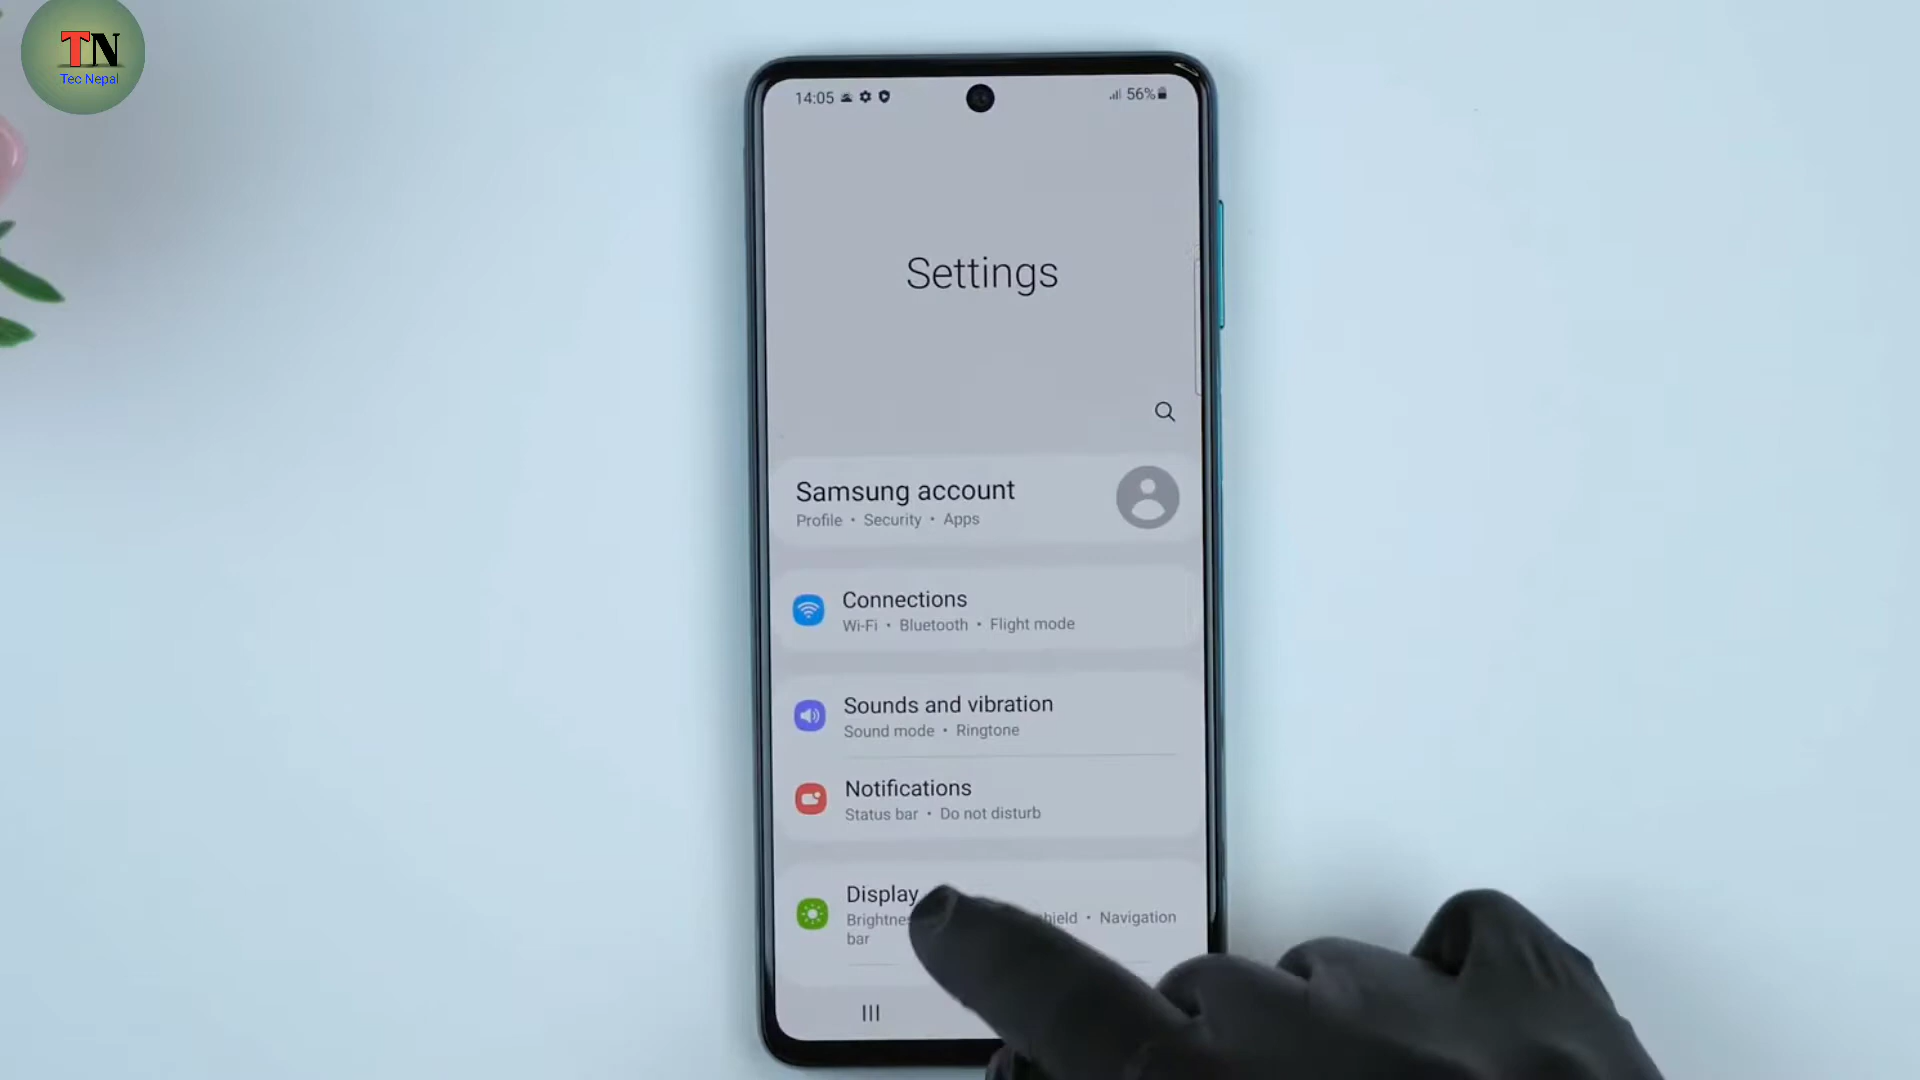 TN
Tec Nepal
14:05
56%
Settings
Samsung account
Profile • Security • Apps
Connections
Wi-Fi • Bluetooth • Flight mode
Sounds and vibration
Sound mode • Ringtone
Notifications
Status bar • Do not disturb
Display
• Navigation
bar